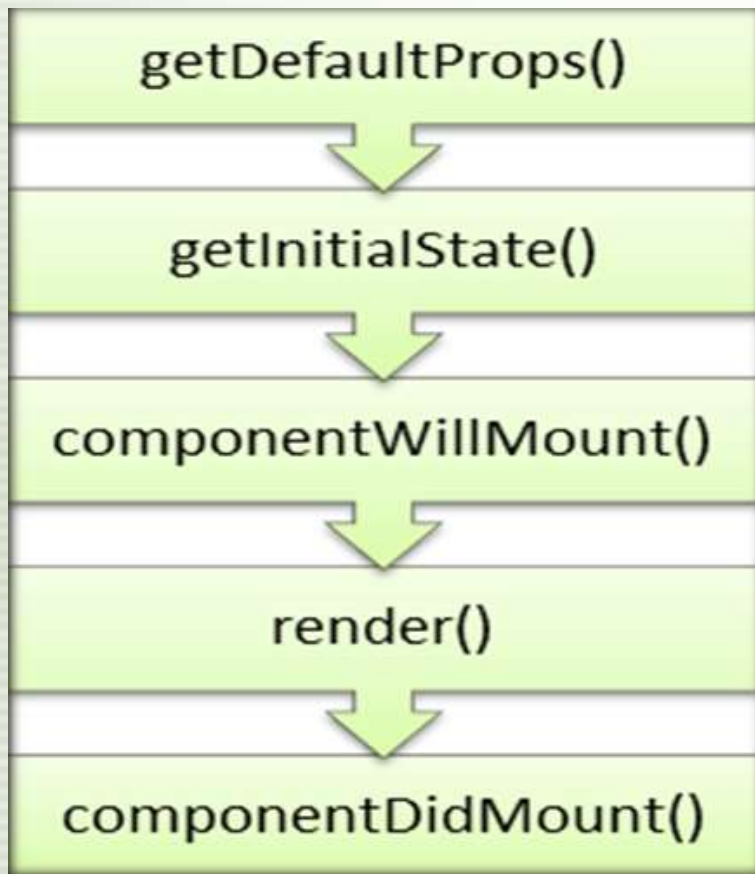 getDefaultProps()
getInitialState()
componentWillMount()
render()
componentDidMount()